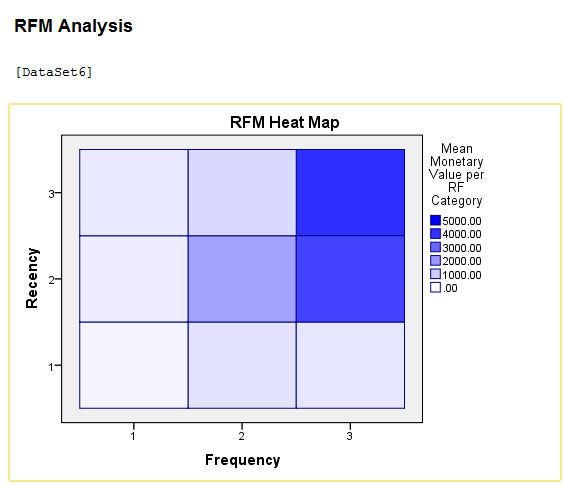 RFM Analysis
[DataSet6]
RFM Heat Map
Mean
Monetary
Value per
RF
Category
5000.00
4000.00
3000.00
2000.00
1000.00
.00
Recency
3
2
1
1 2 3
Frequency